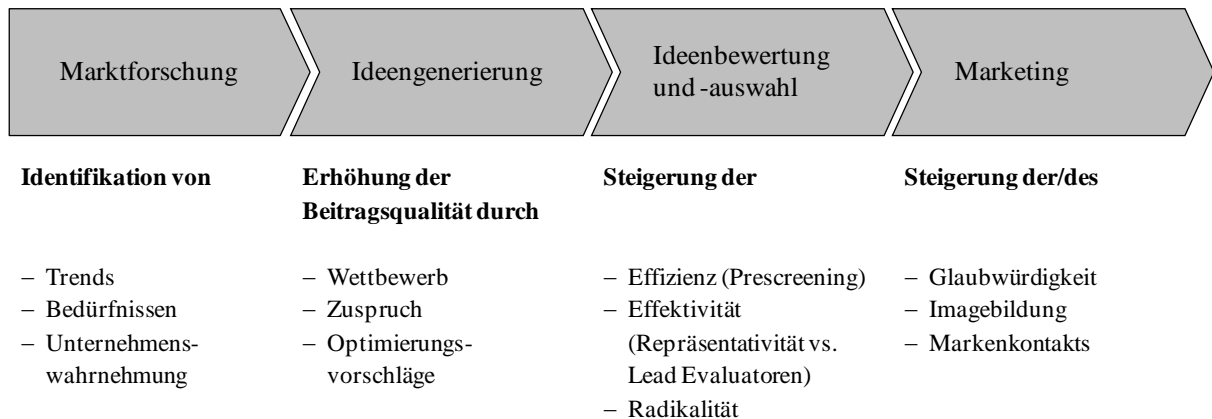 Marktforschung
Ideengenerierung
Ideenbewertung
und -auswahl
Marketing
Identifikation von
– Trends
– Bedürfnissen
– Unternehmens-
wahrnehmung
Erhöhung der
Beitragsqualität durch
– Wettbewerb
– Zuspruch
– Optimierungs-
vorschläge
Steigerung der
– Effizienz (Prescreening)
– Effektivität
(Repräsentativität vs.
Lead Evaluatoren)
– Radikalität
Steigerung der/des
– Glaubwürdigkeit
– Imagebildung
– Markenkontakts